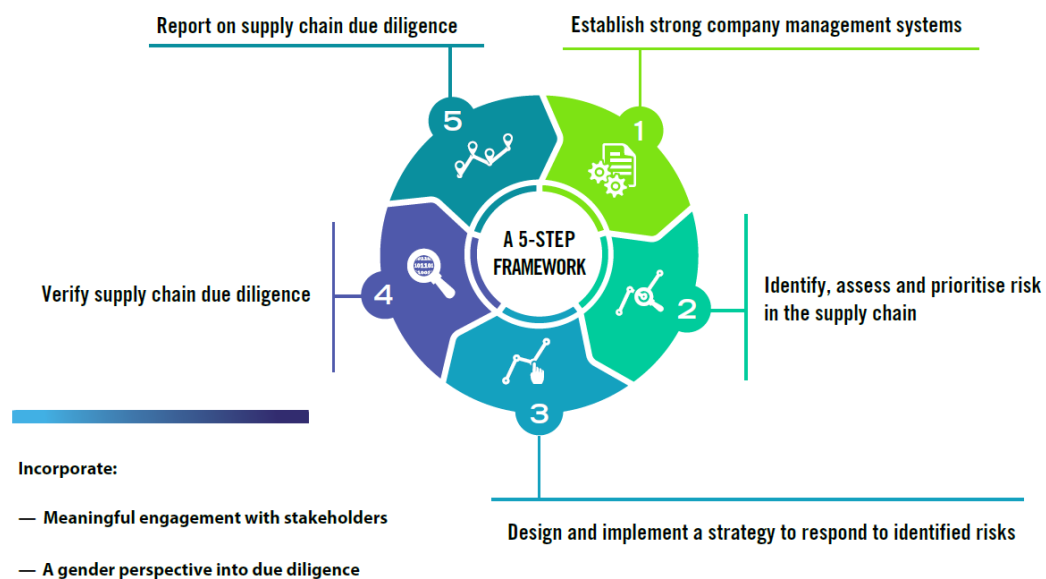 Report on supply chain due diligence
Establish strong company management systems
5
1
A 5-STEP
FRAMEWORK
4
Verify supply chain due diligence
2
Identify, assess and prioritise risk
in the supply chain
3
Design and implement a strategy to respond to identified risks
Incorporate:
— Meaningful engagement with stakeholders
— A gender perspective into due diligence